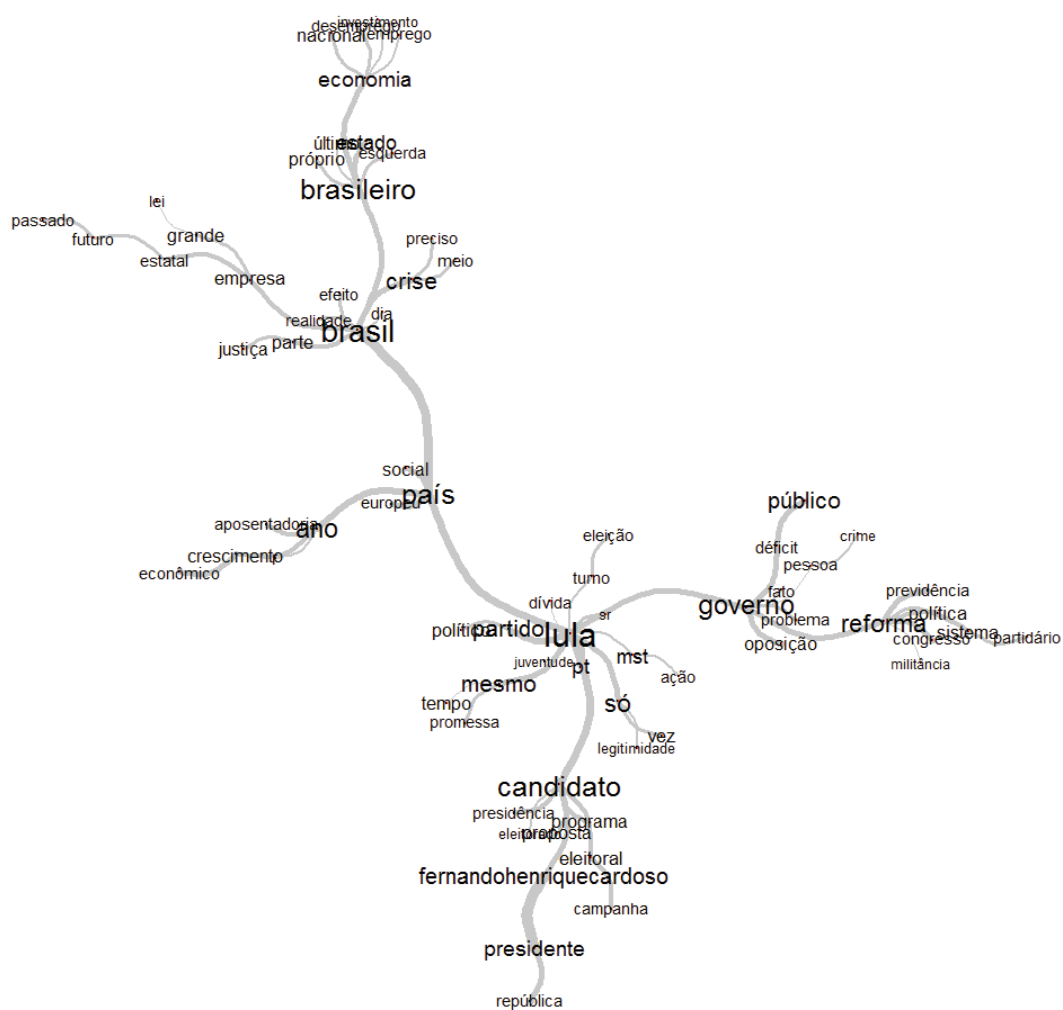 investimento
desemprego
nacional
emprego
economia
último
estado
esquerda
próprio
brasileiro
lei
passado
grande
futuro
preciso
estatal
meio
empresa
crise
efeito
dia
realidade
brasil
justiça
parte
social
país
europeu
público
aposentadoria
ano
eleição
crime
déficit
crescimento
pessoa
econômico
turno
fato
previdência
dívida
governo
sr
problema
reforma
política
político
partido
lula
sistema
oposição
congresso
partidário
juventude
pt
mst
militância
mesmo
ação
tempo
só
promessa
vez
legitimidade
candidato
presidência
programa
eleitorado
proposta
eleitoral
fernandohenriquecardoso
campanha
presidente
república